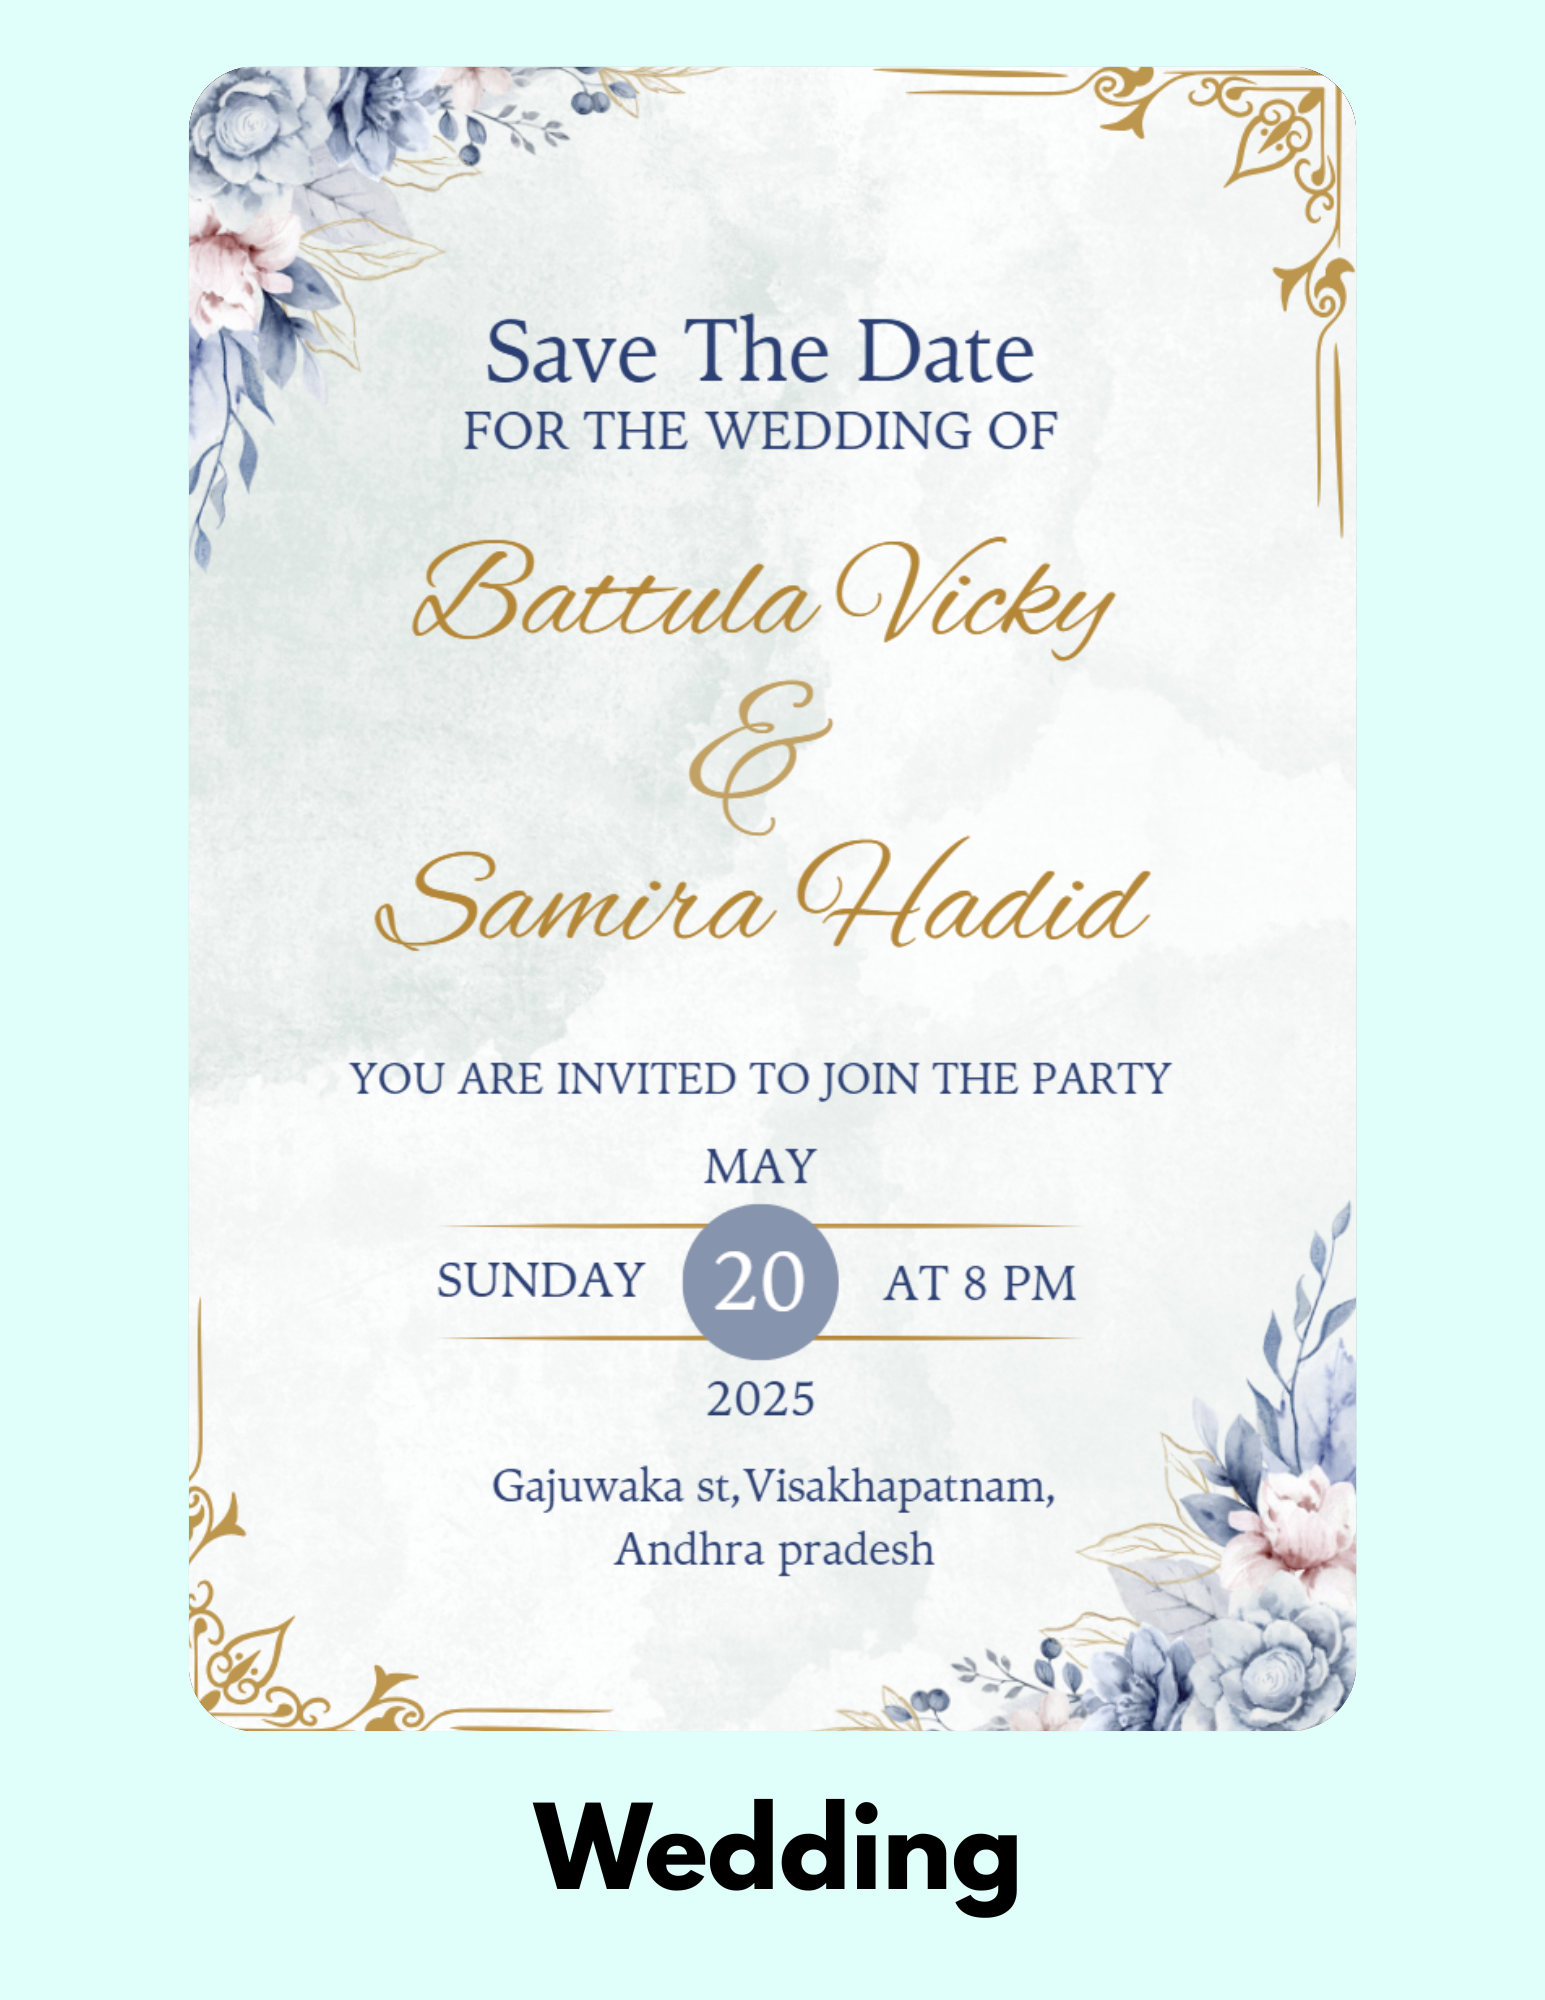 Save The Date
FOR THE WEDDING OF
Battula Vicky
&
Samira Hadid
YOU ARE INVITED TO JOIN THE PARTY
MAY
SUNDAY 20 AT 8 PM
2025
Gajuwaka st,Visakhapatnam,
Andhra pradesh
Wedding